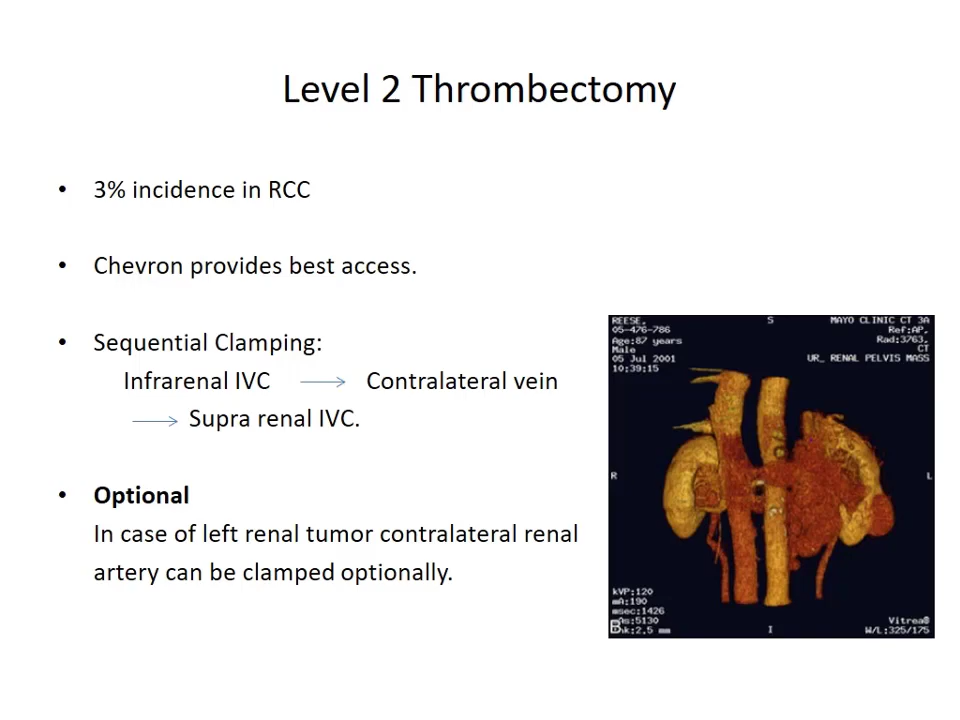 Level 2 Thrombectomy
• 3% incidence in RCC
• Chevron provides best access.
• Sequential Clamping:
Infrarenal IVC → Contralateral vein
→ Supra renal IVC.
• Optional
In case of left renal tumor contralateral renal
artery can be clamped optionally.
REESE,
05-476-786
Age:87 years
Male
05 Jul 2001
10:39:15
S
MAYO CLINIC CT 3A
Ref:AP,
Rad:3763,
CT
UR_ RENAL PELVIS MASS
R
L
kVP:120
mA:190
msec:1426
mAs:5130
Thk:2.5 mm
B
I
Vitrea®
W/L:325/175